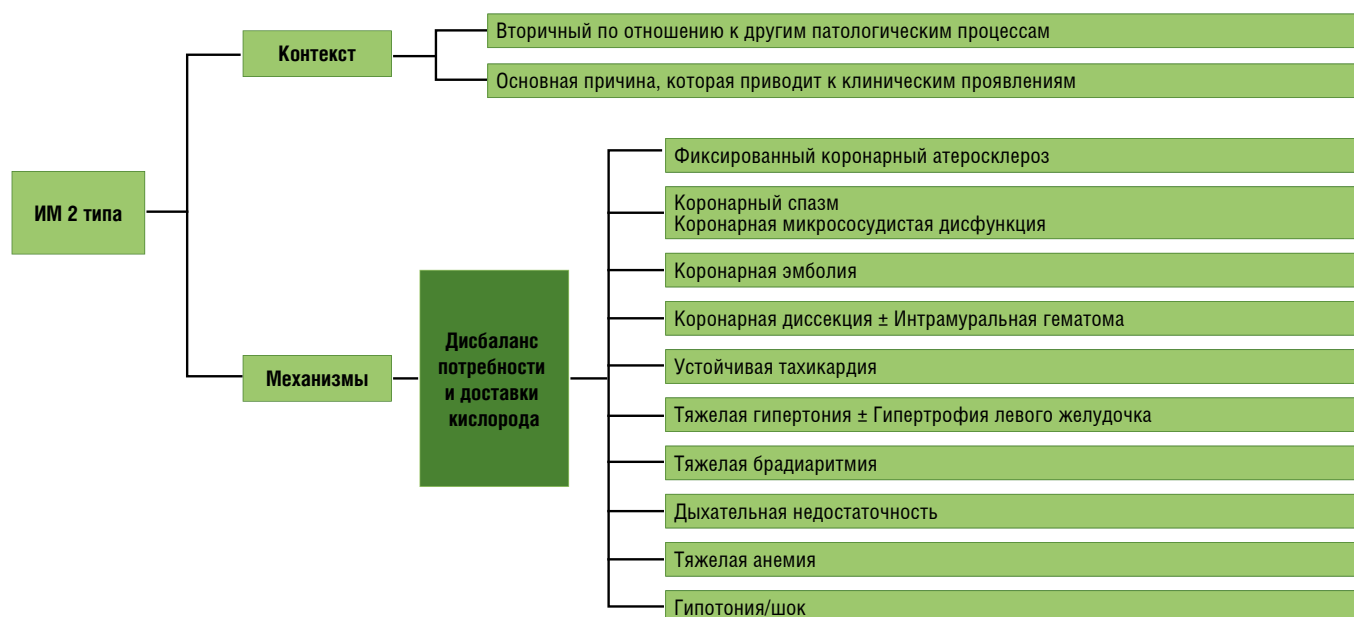 Контекст
Вторичный по отношению к другим патологическим процессам
Основная причина, которая приводит к клиническим проявлениям
ИМ 2 типа
Механизмы
Дисбаланс
потребности
и доставки
кислорода
Фиксированный коронарный атеросклероз
Коронарный спазм
Коронарная микрососудистая дисфункция
Коронарная эмболия
Коронарная диссекция ± Интрамуральная гематома
Устойчивая тахикардия
Тяжелая гипертония ± Гипертрофия левого желудочка
Тяжелая брадиаритмия
Дыхательная недостаточность
Тяжелая анемия
Гипотония/шок